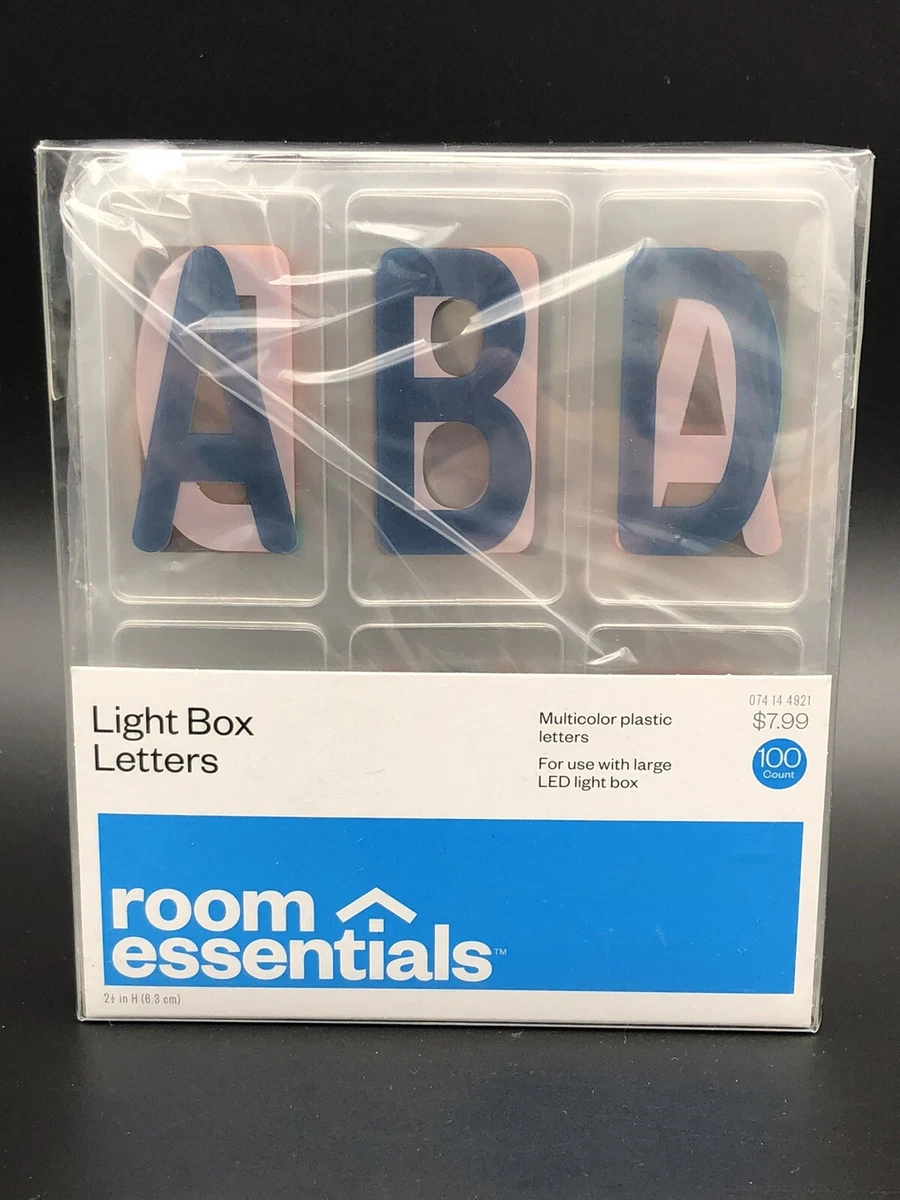 A B D
Light Box
Letters
Multicolor plastic
letters
For use with large
LED light box
074 14 4921
$7.99
100
Count
room
essentials™
2½ in H (6.3 cm)